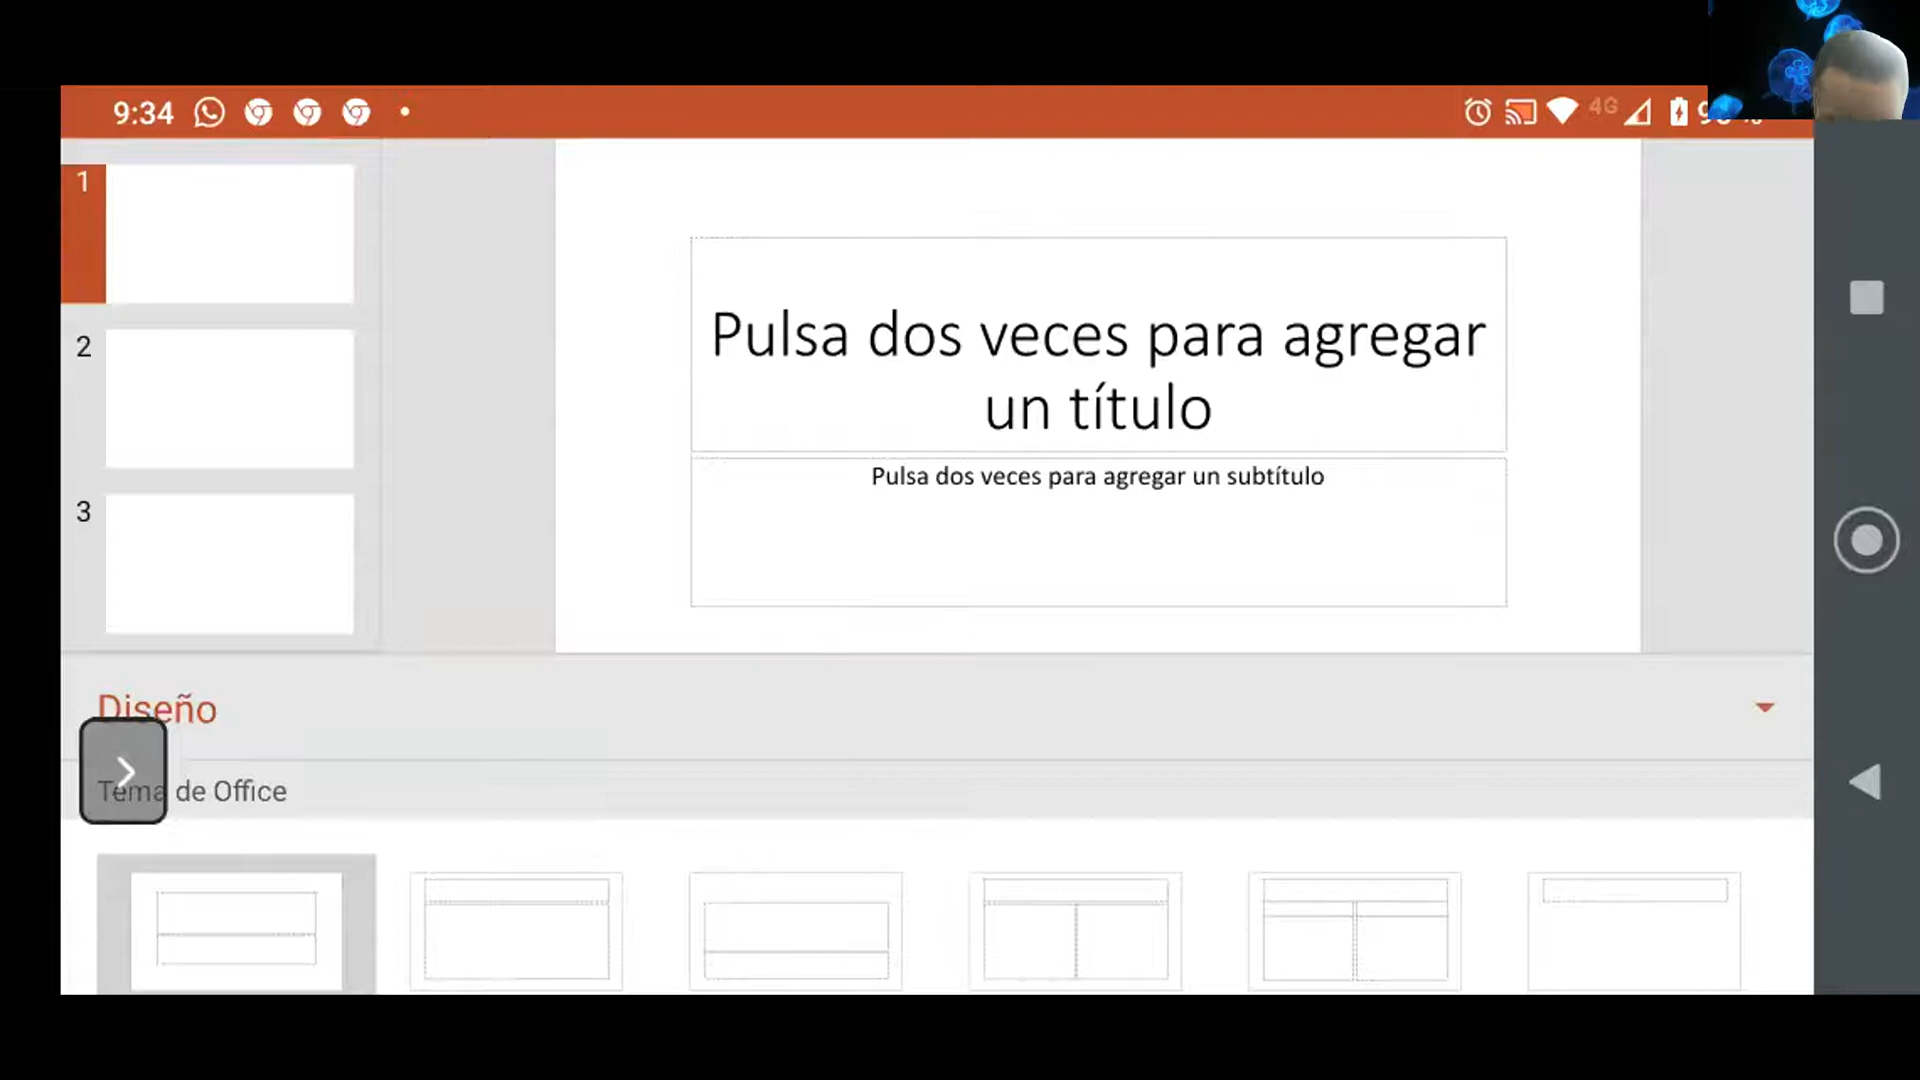 9:34
4G
1
2
3
Pulsa dos veces para agregar
un título
Pulsa dos veces para agregar un subtítulo
Diseño
Tema de Office